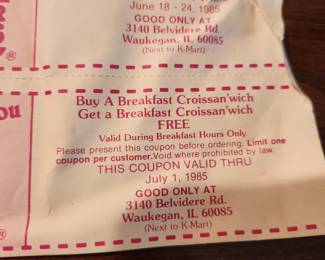 June 18 - 24, 1985
GOOD ONLY AT
3140 Belvidere Rd.
Waukegan, IL 60085
(Next to K-Mart)
you
Buy A Breakfast Croissan'wich
Get a Breakfast Croissan'wich
FREE
Valid During Breakfast Hours Only
Please present this coupon before ordering. Limit one
coupon per customer. Void where prohibited by law.
THIS COUPON VALID THRU
July 1, 1985
GOOD ONLY AT
3140 Belvidere Rd.
Waukegan, IL 60085
(Next to K-Mart)
®